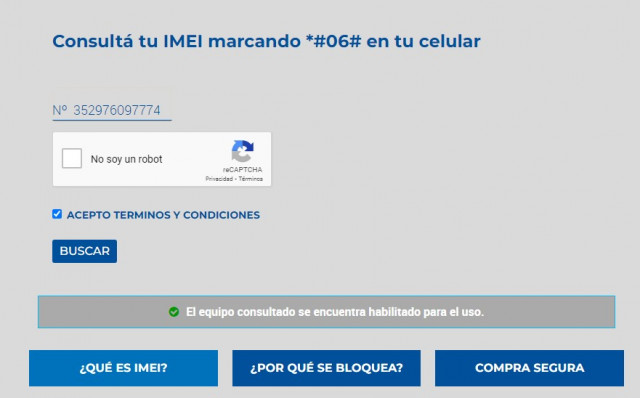 Consultá tu IMEI marcando *#06# en tu celular
Nº 352976097774
No soy un robot
reCAPTCHA
Privacidad - Términos
ACEPTO TERMINOS Y CONDICIONES
BUSCAR
El equipo consultado se encuentra habilitado para el uso.
¿QUÉ ES IMEI?
¿POR QUÉ SE BLOQUEA?
COMPRA SEGURA